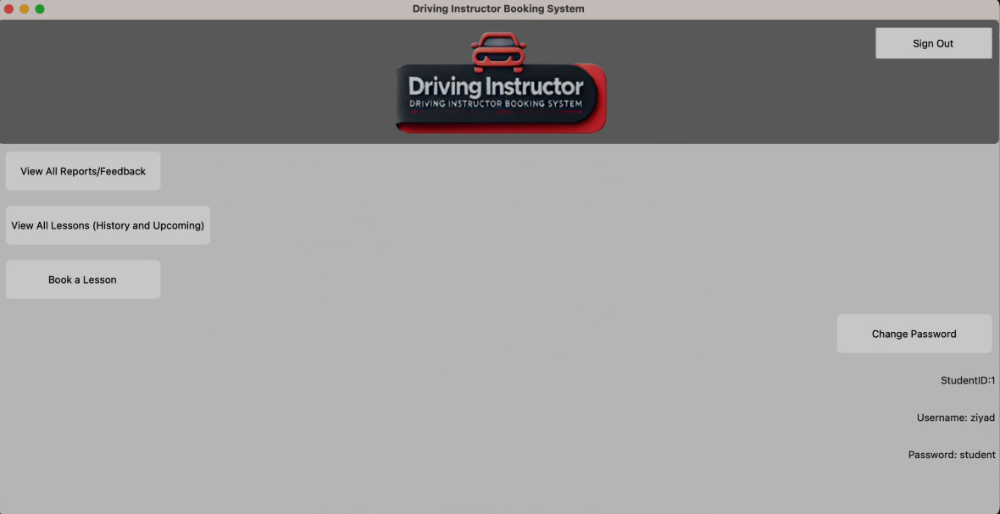 Driving Instructor Booking System
Sign Out
Driving Instructor
DRIVING INSTRUCTOR BOOKING SYSTEM
View All Reports/Feedback
View All Lessons (History and Upcoming)
Book a Lesson
Change Password
StudentID:1
Username: ziyad
Password: student